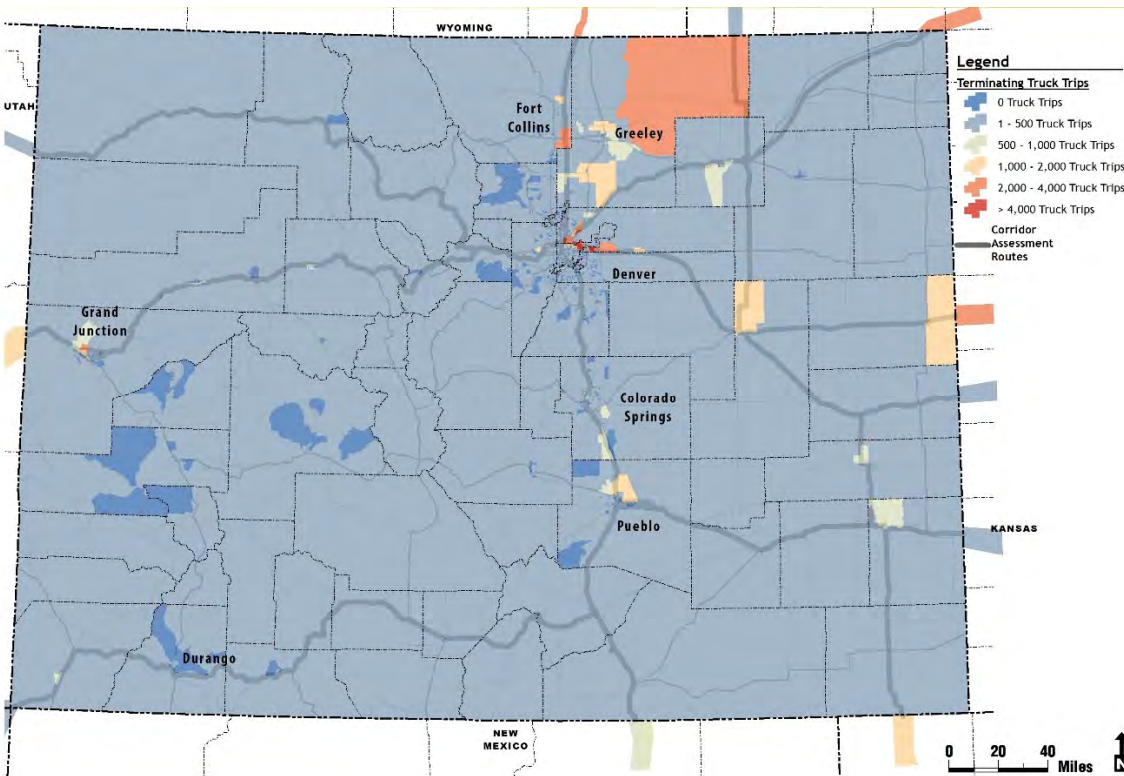 WYOMING
Legend
Terminating Truck Trips
0 Truck Trips
1 - 500 Truck Trips
500 - 1,000 Truck Trips
1,000 - 2,000 Truck Trips
2,000 - 4,000 Truck Trips
> 4,000 Truck Trips
Corridor
Assessment
Routes
UTAH
Fort
Collins
Greeley
Denver
Grand
Junction
Colorado
Springs
Pueblo
KANSAS
Durango
NEW
MEXICO
0 20 40
Miles
N